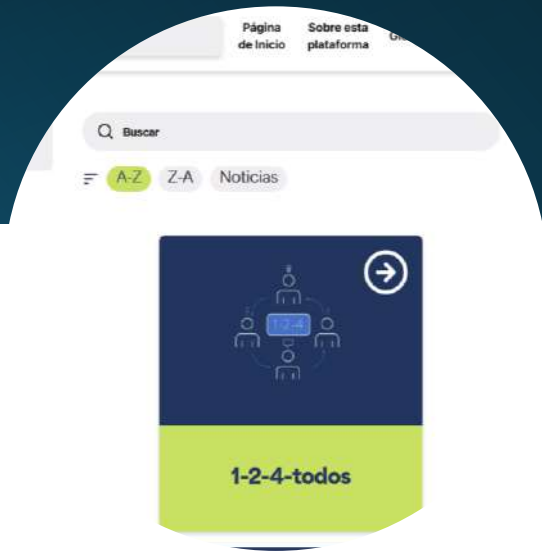 Página Sobre esta
de Inicio plataforma
Buscar
A-Z Z-A Noticias
1-2-4
1-2-4-todos